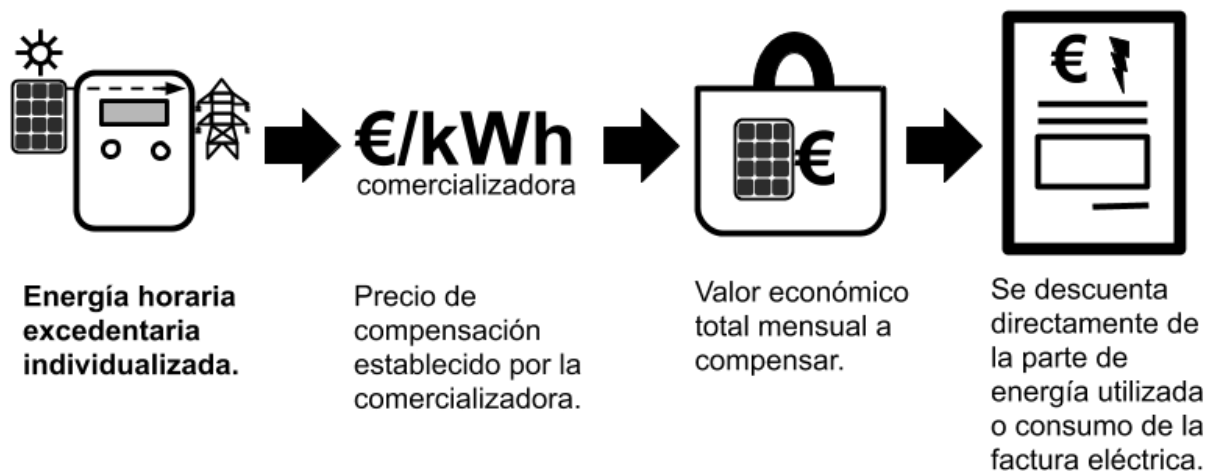 €/kWh
comercializadora
€
€
Energía horaria
excedentaria
individualizada.
Precio de
compensación
establecido por la
comercializadora.
Valor económico
total mensual a
compensar.
Se descuenta
directamente de
la parte de
energía utilizada
o consumo de la
factura eléctrica.